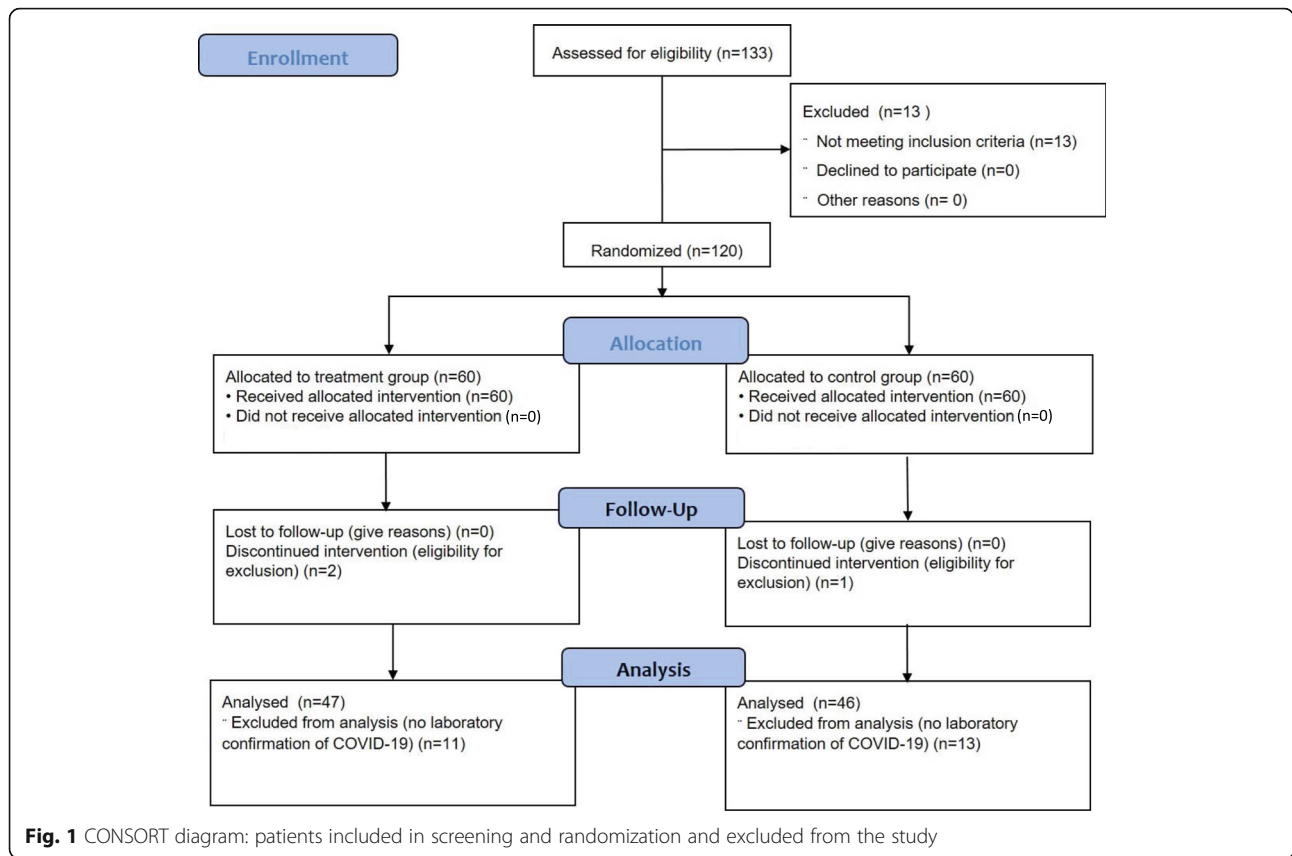 Enrollment
Assessed for eligibility (n=133)
Excluded (n=13 )
¨ Not meeting inclusion criteria (n=13)
¨ Declined to participate (n=0)
¨ Other reasons (n= 0)
Randomized (n=120)
Allocation
Allocated to treatment group (n=60)
• Received allocated intervention (n=60)
• Did not receive allocated intervention (n=0)
Allocated to control group (n=60)
• Received allocated intervention (n=60)
• Did not receive allocated intervention (n=0)
Follow-Up
Lost to follow-up (give reasons) (n=0)
Discontinued intervention (eligibility for
exclusion) (n=2)
Lost to follow-up (give reasons) (n=0)
Discontinued intervention (eligibility for
exclusion) (n=1)
Analysis
Analysed (n=47)
¨ Excluded from analysis (no laboratory
confirmation of COVID-19) (n=11)
Analysed (n=46)
¨ Excluded from analysis (no laboratory
confirmation of COVID-19) (n=13)
Fig. 1 CONSORT diagram: patients included in screening and randomization and excluded from the study